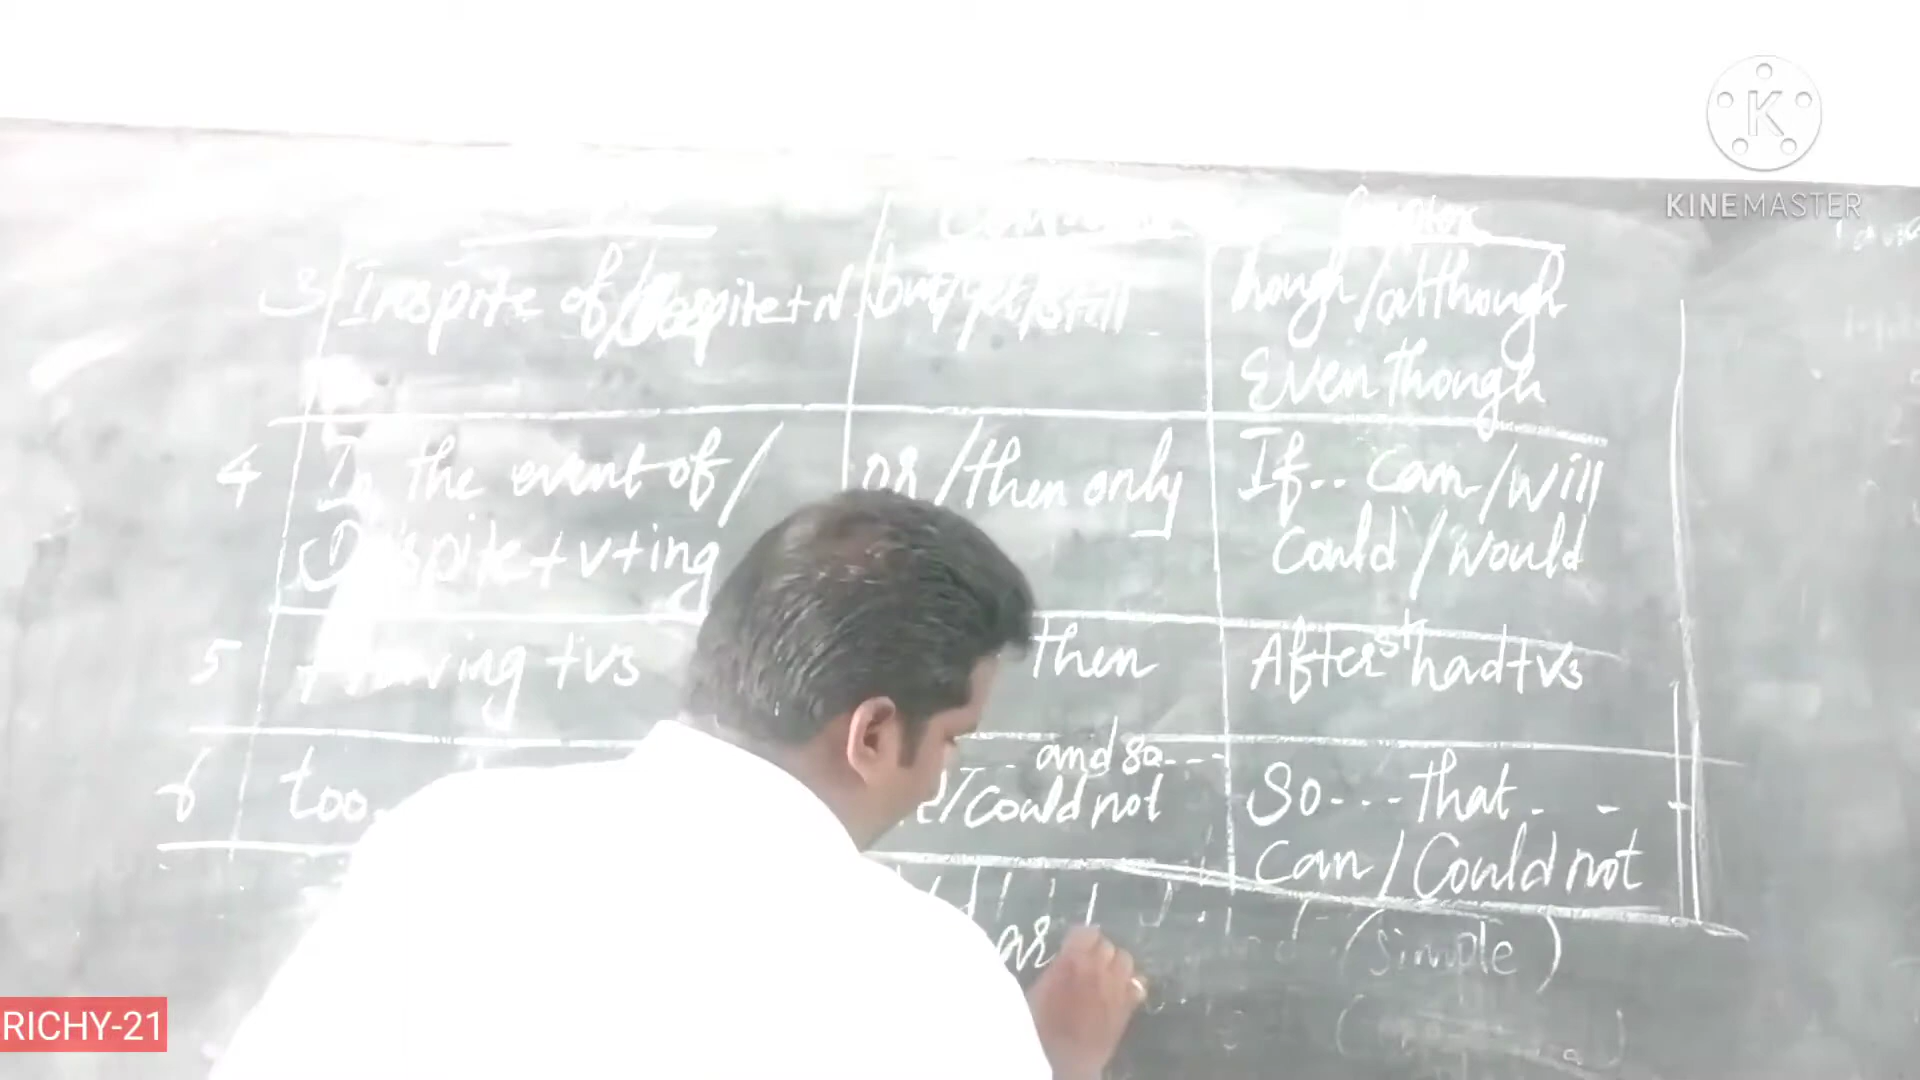 KINEMASTER
3 Inspite of/Despite+N but/yet/still though/although
Even though
4 In the event of/ or/then only If.. can/will
Despite+v+ing could/would
5 Having +v3 then After st had+v3
and so---
6 too /Could not So---that. - -
Can/Could not
(Simple)
RICHY-21